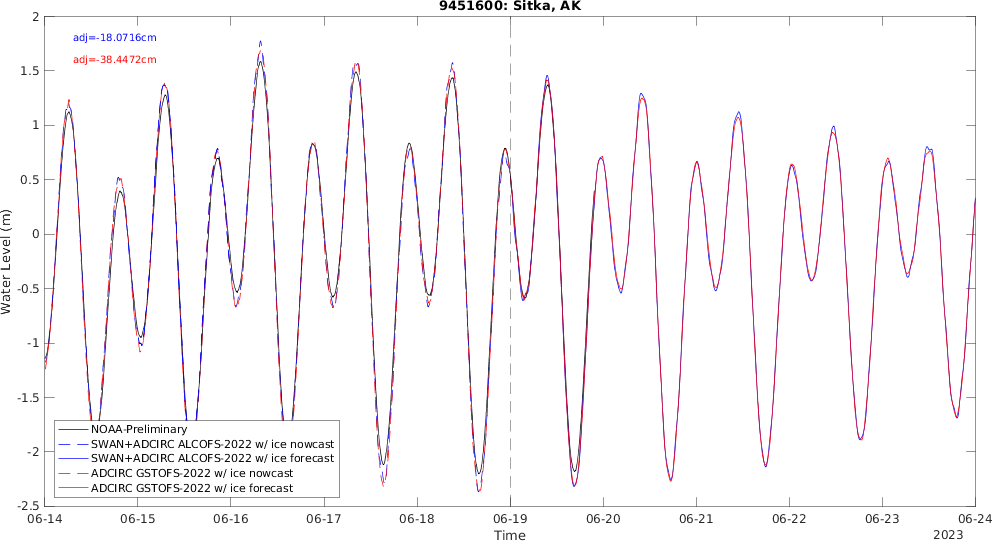 9451600: Sitka, AK
adj=-18.0716cm
adj=-38.4472cm
Water Level (m)
2
1.5
1
0.5
0
-0.5
-1
-1.5
-2
-2.5
NOAA-Preliminary
SWAN+ADCIRC ALCOFS-2022 w/ ice nowcast
SWAN+ADCIRC ALCOFS-2022 w/ ice forecast
ADCIRC GSTOFS-2022 w/ ice nowcast
ADCIRC GSTOFS-2022 w/ ice forecast
06-14 06-15 06-16 06-17 06-18 06-19 06-20 06-21 06-22 06-23 06-24
Time
2023